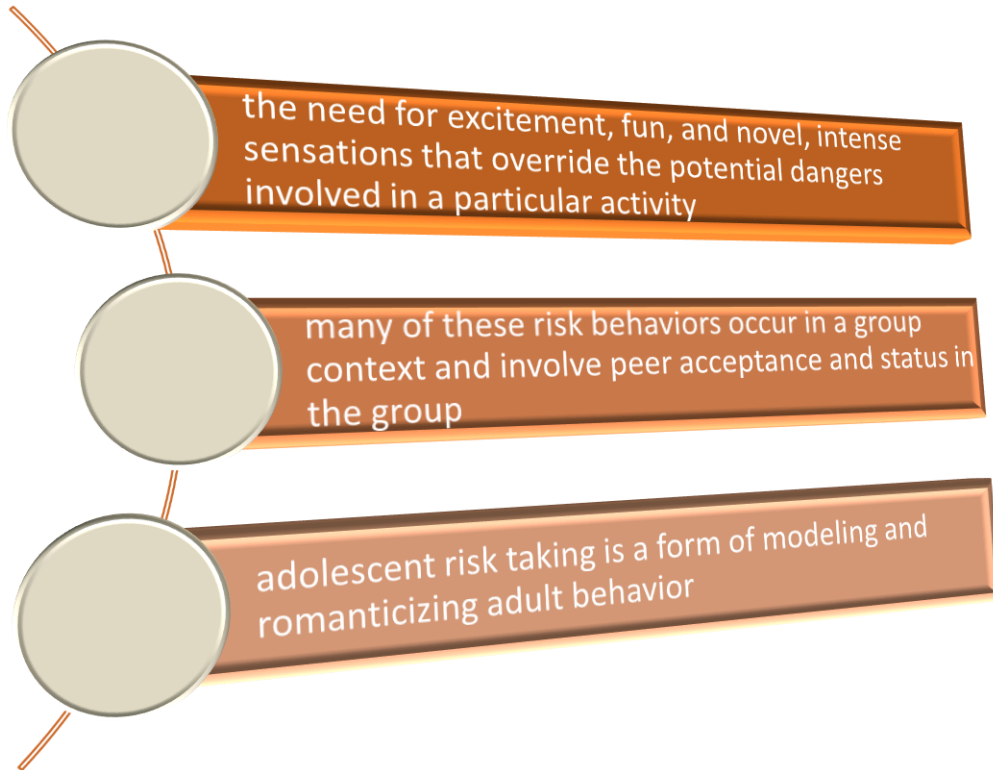 the need for excitement, fun, and novel, intense
sensations that override the potential dangers
involved in a particular activity
many of these risk behaviors occur in a group
context and involve peer acceptance and status in
the group
adolescent risk taking is a form of modeling and
romanticizing adult behavior